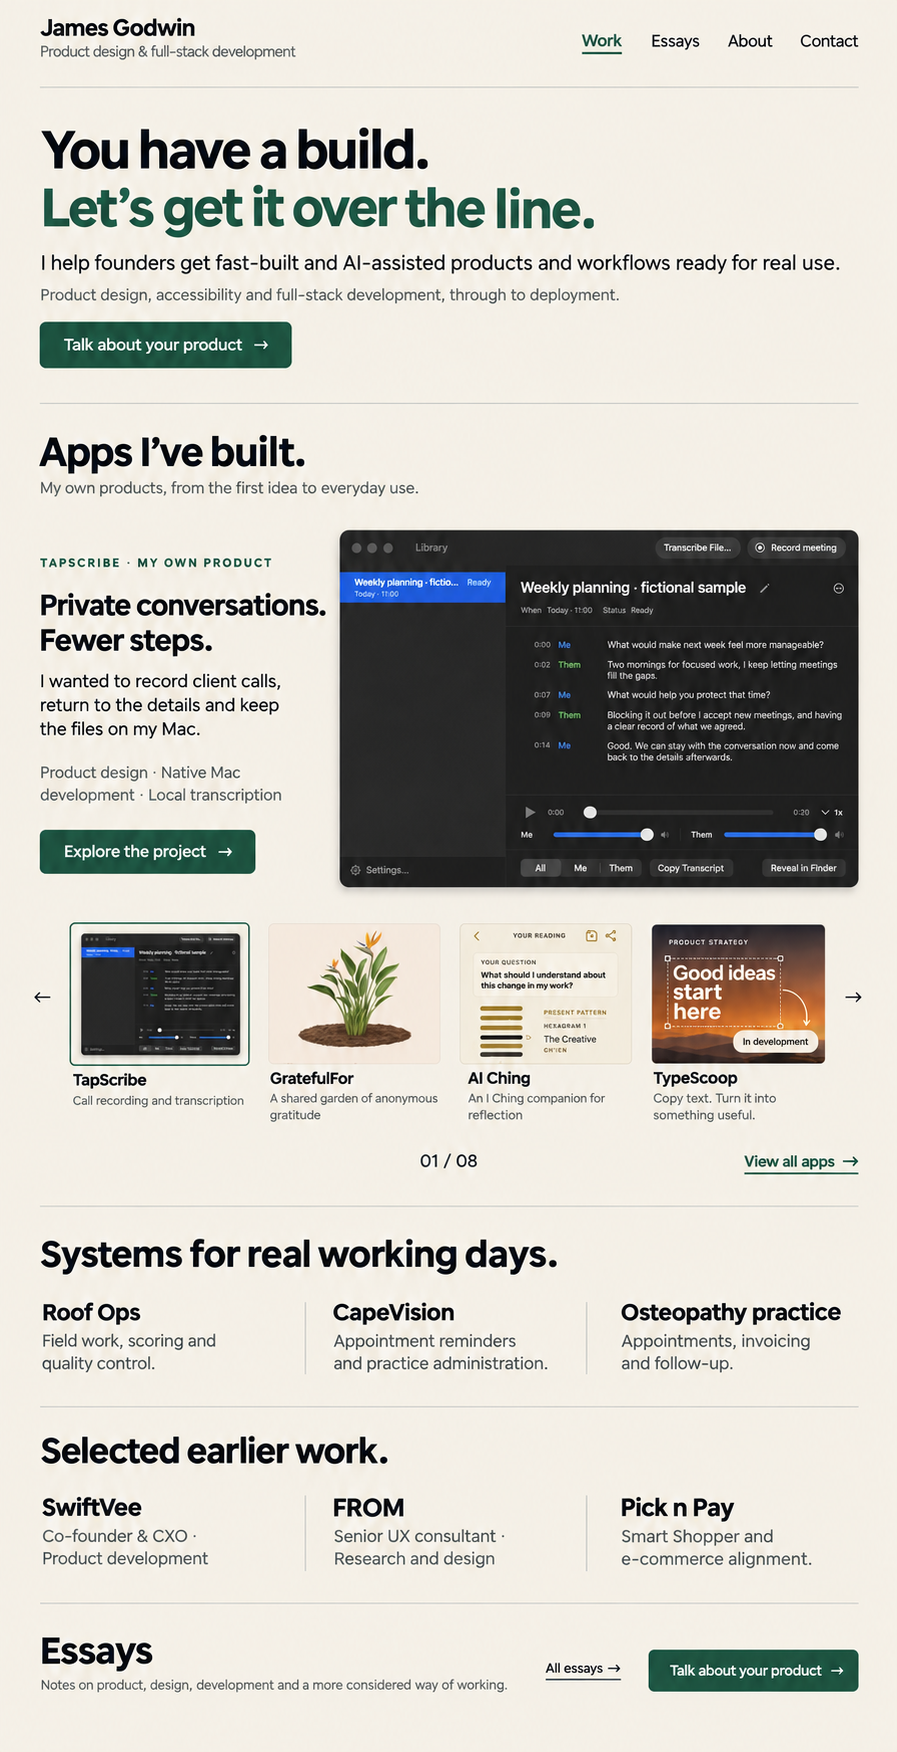 James Godwin
Product design & full-stack development
Work
Essays
About
Contact
You have a build.
Let's get it over the line.
I help founders get fast-built and AI-assisted products and workflows ready for real use.
Product design, accessibility and full-stack development, through to deployment.
Talk about your product →
Apps I've built.
My own products, from the first idea to everyday use.
TAPSCRIBE · MY OWN PRODUCT
Private conversations.
Fewer steps.
I wanted to record client calls,
return to the details and keep
the files on my Mac.
Product design · Native Mac
development · Local transcription
Explore the project →
Library
Transcribe File...
Record meeting
Weekly planning · fictio... Ready
Today · 11:00
Weekly planning · fictional sample
When Today · 11:00 Status Ready
0:00 Me What would make next week feel more manageable?
0:02 Them Two mornings for focused work, I keep letting meetings
fill the gaps.
0:07 Me What would help you protect that time?
0:09 Them Blocking it out before I accept new meetings, and having
a clear record of what we agreed.
0:14 Me Good. We can stay with the conversation now and come
back to the details afterwards.
0:00
0:20
1x
Me
Them
Settings...
All
Me
Them
Copy Transcript
Reveal in Finder
←
→
Weekly planning · fictional sample
TapScribe
Call recording and transcription
GratefulFor
A shared garden of anonymous
gratitude
YOUR READING
YOUR QUESTION
What should I understand about
this change in my work?
PRESENT PATTERN
HEXAGRAM 1
The Creative
AI Ching
An I Ching companion for
reflection
PRODUCT STRATEGY
Good ideas
start
here
In development
TypeScoop
Copy text. Turn it into
something useful.
01 / 08
View all apps →
Systems for real working days.
Roof Ops
Field work, scoring and
quality control.
CapeVision
Appointment reminders
and practice administration.
Osteopathy practice
Appointments, invoicing
and follow-up.
Selected earlier work.
SwiftVee
Co-founder & CXO ·
Product development
FROM
Senior UX consultant ·
Research and design
Pick n Pay
Smart Shopper and
e-commerce alignment.
Essays
Notes on product, design, development and a more considered way of working.
All essays →
Talk about your product →